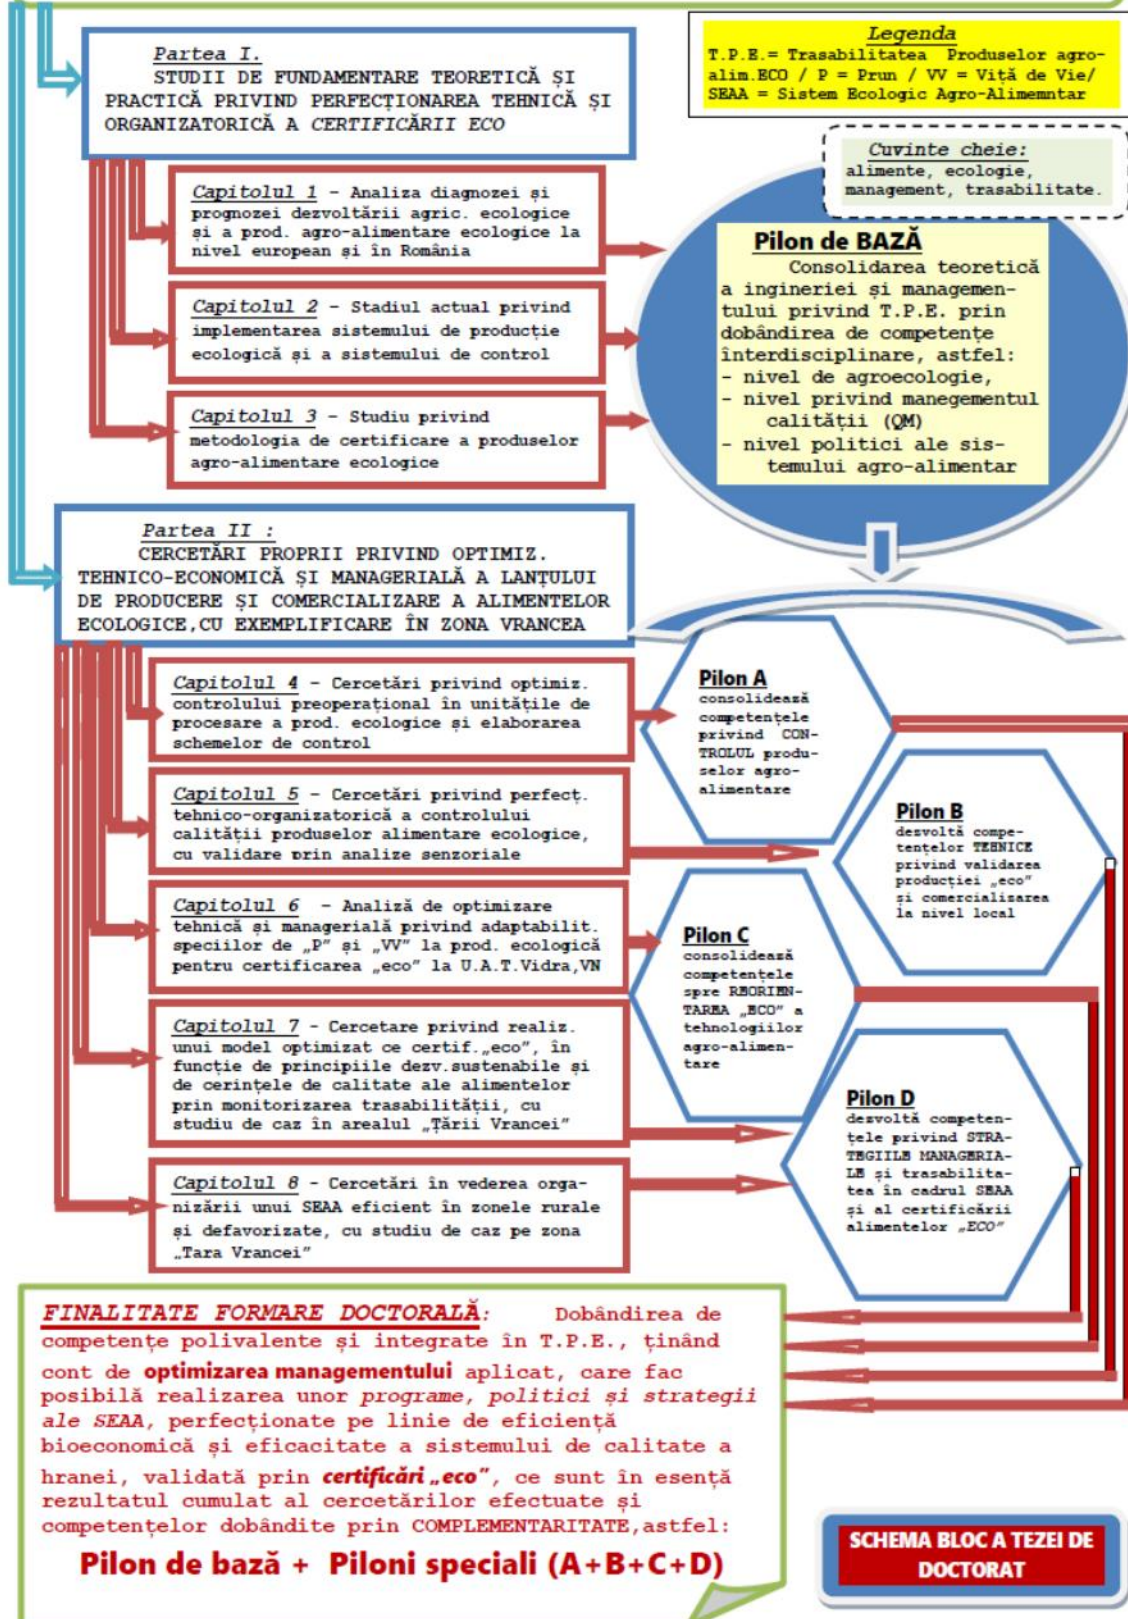 Partea I.
STUDII DE FUNDAMENTARE TEORETICĂ ȘI
PRACTICĂ PRIVIND PERFECȚIONAREA TEHNICĂ ȘI
ORGANIZATORICĂ A CERTIFICĂRII ECO
Legenda
T.P.E.= Trasabilitatea Produselor agro-
alim.ECO / P = Prun / VV = Viță de Vie/
SEAA = Sistem Ecologic Agro-Alimemntar
Cuvinte cheie:
alimente, ecologie,
management, trasabilitate.
Capitolul 1 - Analiza diagnozei și
prognozei dezvoltării agric. ecologice
și a prod. agro-alimentare ecologice la
nivel european și în România
Capitolul 2 - Stadiul actual privind
implementarea sistemului de producție
ecologică și a sistemului de control
Capitolul 3 - Studiu privind
metodologia de certificare a produselor
agro-alimentare ecologice
Pilon de BAZĂ
Consolidarea teoretică
a ingineriei și managemen-
tului privind T.P.E. prin
dobândirea de competențe
interdisciplinare, astfel:
- nivel de agroecologie,
- nivel privind manegementul
calității (QM)
- nivel politici ale sis-
temului agro-alimentar
Partea II :
CERCETĂRI PROPRII PRIVIND OPTIMIZ.
TEHNICO-ECONOMICĂ ȘI MANAGERIALĂ A LANȚULUI
DE PRODUCERE ȘI COMERCIALIZARE A ALIMENTELOR
ECOLOGICE,CU EXEMPLIFICARE ÎN ZONA VRANCEA
Capitolul 4 - Cercetări privind optimiz.
controlului preoperațional în unitățile de
procesare a prod. ecologice și elaborarea
schemelor de control
Capitolul 5 - Cercetări privind perfecț.
tehnico-organizatorică a controlului
calității produselor alimentare ecologice,
cu validare prin analize senzoriale
Capitolul 6 - Analiză de optimizare
tehnică și managerială privind adaptabilit.
speciilor de „P” și „VV” la prod. ecologică
pentru certificarea „eco” la U.A.T.Vidra,VN
Capitolul 7 - Cercetare privind realiz.
unui model optimizat ce certif.„eco”, în
funcție de principiile dezv.sustenabile și
de cerințele de calitate ale alimentelor
prin monitorizarea trasabilității, cu
studiu de caz în arealul „Țării Vrancei”
Capitolul 8 - Cercetări în vederea orga-
nizării unui SEAA eficient în zonele rurale
și defavorizate, cu studiu de caz pe zona
„Tara Vrancei”
Pilon A
consolidează
competențele
privind CON-
TROLUL produ-
selor agro-
alimentare
Pilon B
dezvoltă compe-
tențelor TEHNICE
privind validarea
producției „eco”
și comercializarea
la nivel local
Pilon C
consolidează
competențele
spre REORIEN-
TAREA „ECO” a
tehnologiilor
agro-alimen-
tare
Pilon D
dezvoltă competen-
țele privind STRA-
TEGIILE MANAGERIA-
LE și trasabilita-
tea în cadrul SEAA
și al certificării
alimentelor „ECO”
FINALITATE FORMARE DOCTORALĂ: Dobândirea de
competențe polivalente și integrate în T.P.E., ținând
cont de optimizarea managementului aplicat, care fac
posibilă realizarea unor programe, politici și strategii
ale SEAA, perfecționate pe linie de eficiență
bioeconomică și eficacitate a sistemului de calitate a
hranei, validată prin certificări „eco”, ce sunt în esență
rezultatul cumulat al cercetărilor efectuate și
competențelor dobândite prin COMPLEMENTARITATE,astfel:
Pilon de bază + Piloni speciali (A+B+C+D)
SCHEMA BLOC A TEZEI DE
DOCTORAT